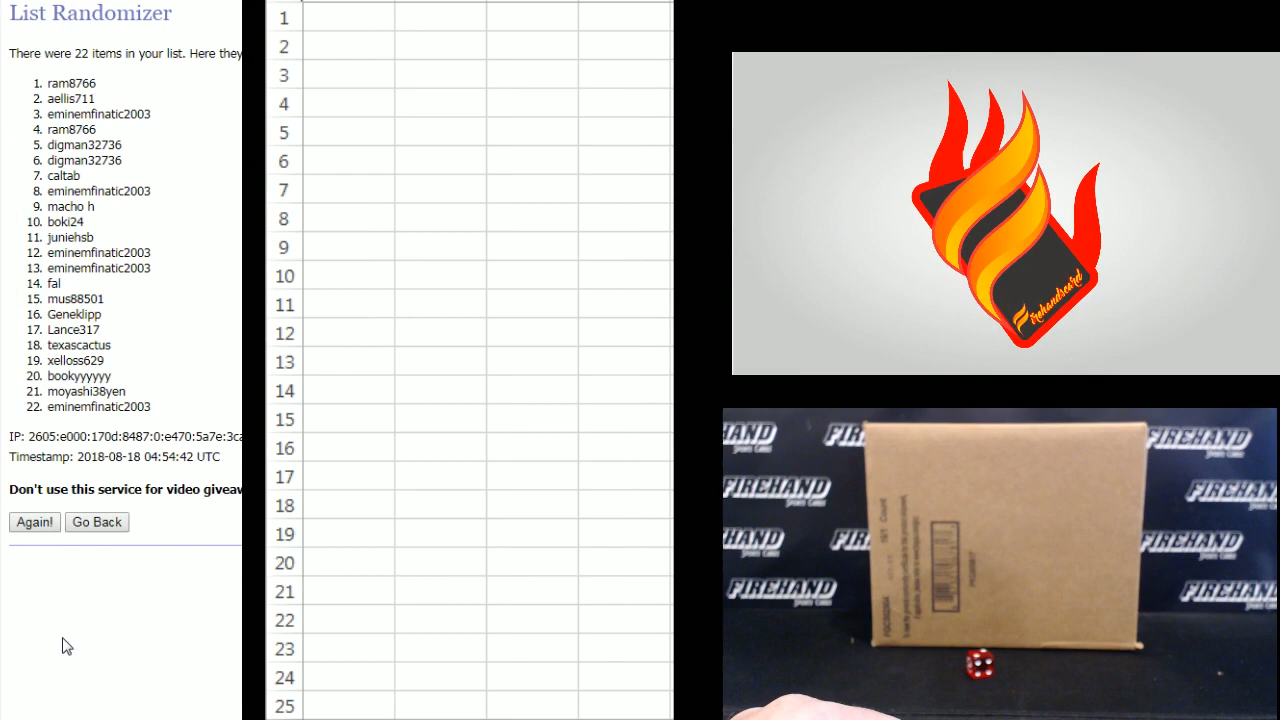 List Randomizer
There were 22 items in your list. Here they
1. ram8766
2. aellis711
3. eminemfinatic2003
4. ram8766
5. digman32736
6. digman32736
7. caltab
8. eminemfinatic2003
9. macho h
10. boki24
11. juniehsb
12. eminemfinatic2003
13. eminemfinatic2003
14. fal
15. mus88501
16. Geneklipp
17. Lance317
18. texascactus
19. xelloss629
20. bookyyyyyy
21. moyashi38yen
22. eminemfinatic2003
IP: 2605:e000:170d:8487:0:e470:5a7e:3c
Timestamp: 2018-08-18 04:54:42 UTC
Don't use this service for video giveaw
Again! Go Back
1
2
3
4
5
6
7
8
9
10
11
12
13
14
15
16
17
18
19
20
21
22
23
24
25
Firehandscard
FIREHAND
FIREHAND
FIREHAND
FIREHAND
FIREHAND
FIREHAND
FIREHAND